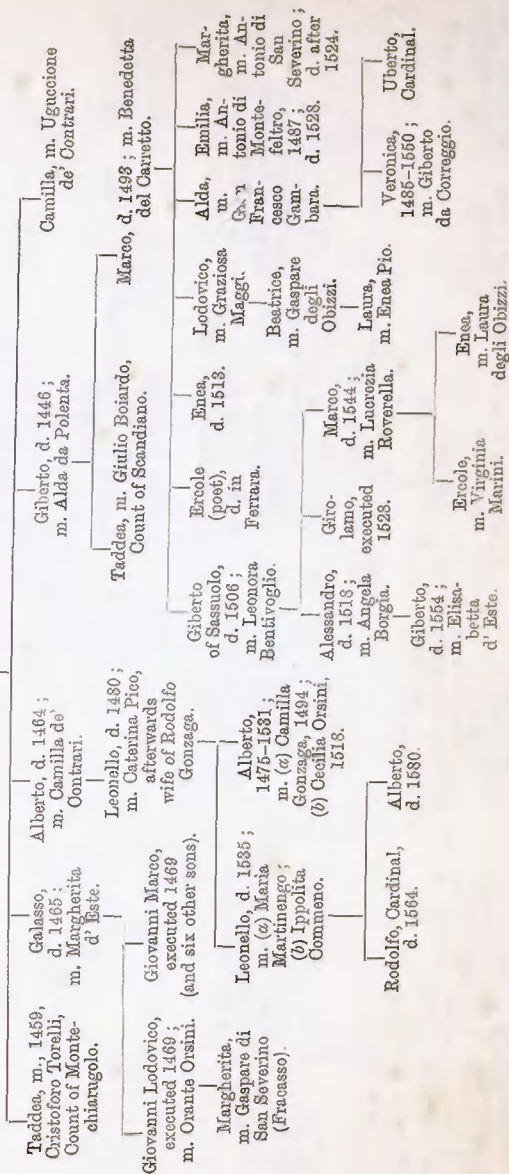 Taddea, m., 1459,
Cristoforo Torelli,
Count of Monte-
chiarugolo.
Galasso,
d. 1465;
m. Margherita
d' Este.
Alberto, d. 1464;
m. Camilla de'
Contrari.
Giberto, d. 1446;
m. Alda da Polenta.
Camilla, m. Uguccione
de' Contrari.
Giovanni Lodovico,
executed 1469;
m. Orante Orsini.
Giovanni Marco,
executed 1469
(and six other sons).
Leonello, d. 1480;
m. Caterina Pico,
afterwards
wife of Rodolfo
Gonzaga.
Taddea, m. Giulio Boiardo,
Count of Scandiano.
Marco, d. 1493; m. Benedetta
del Carretto.
Margherita,
m. Gaspare di
San Severino
(Fracasso).
Leonello, d. 1535;
m. (a) Maria
Martinengo;
(b) Ippolita
Commeno.
Alberto,
1475-1531;
m. (a) Camilla
Gonzaga, 1494;
(b) Cecilia Orsini,
1518.
Giberto
of Sassuolo,
d. 1506;
m. Leonora
Bentivoglio.
Ercole
(poet),
d. in
Ferrara.
Enea,
d. 1513.
Lodovico,
m. Graziosa
Maggi.
Alda,
m.
Fran-
cesco
Gam-
bara.
Emilia,
m. An-
tonio di
Monte-
feltro,
1487;
d. 1528.
Mar-
gherita,
m. An-
tonio di
San
Severino;
d. after
1524.
Rodolfo, Cardinal,
d. 1564.
Alberto,
d. 1580.
Alessandro,
d. 1518;
m. Angela
Borgia.
Giro-
lamo,
executed
1528.
Marco,
d. 1544;
m. Lucrezia
Roverella.
Beatrice,
m. Gaspare
degli
Obizzi.
Veronica,
1485-1550;
m. Giberto
da Correggio.
Uberto,
Cardinal.
Giberto,
d. 1554;
m. Elisa-
betta
d' Este.
Ercole,
m. Virginia
Marini.
Enea,
m. Laura
degli Obizzi.
Laura,
m. Enea Pio.